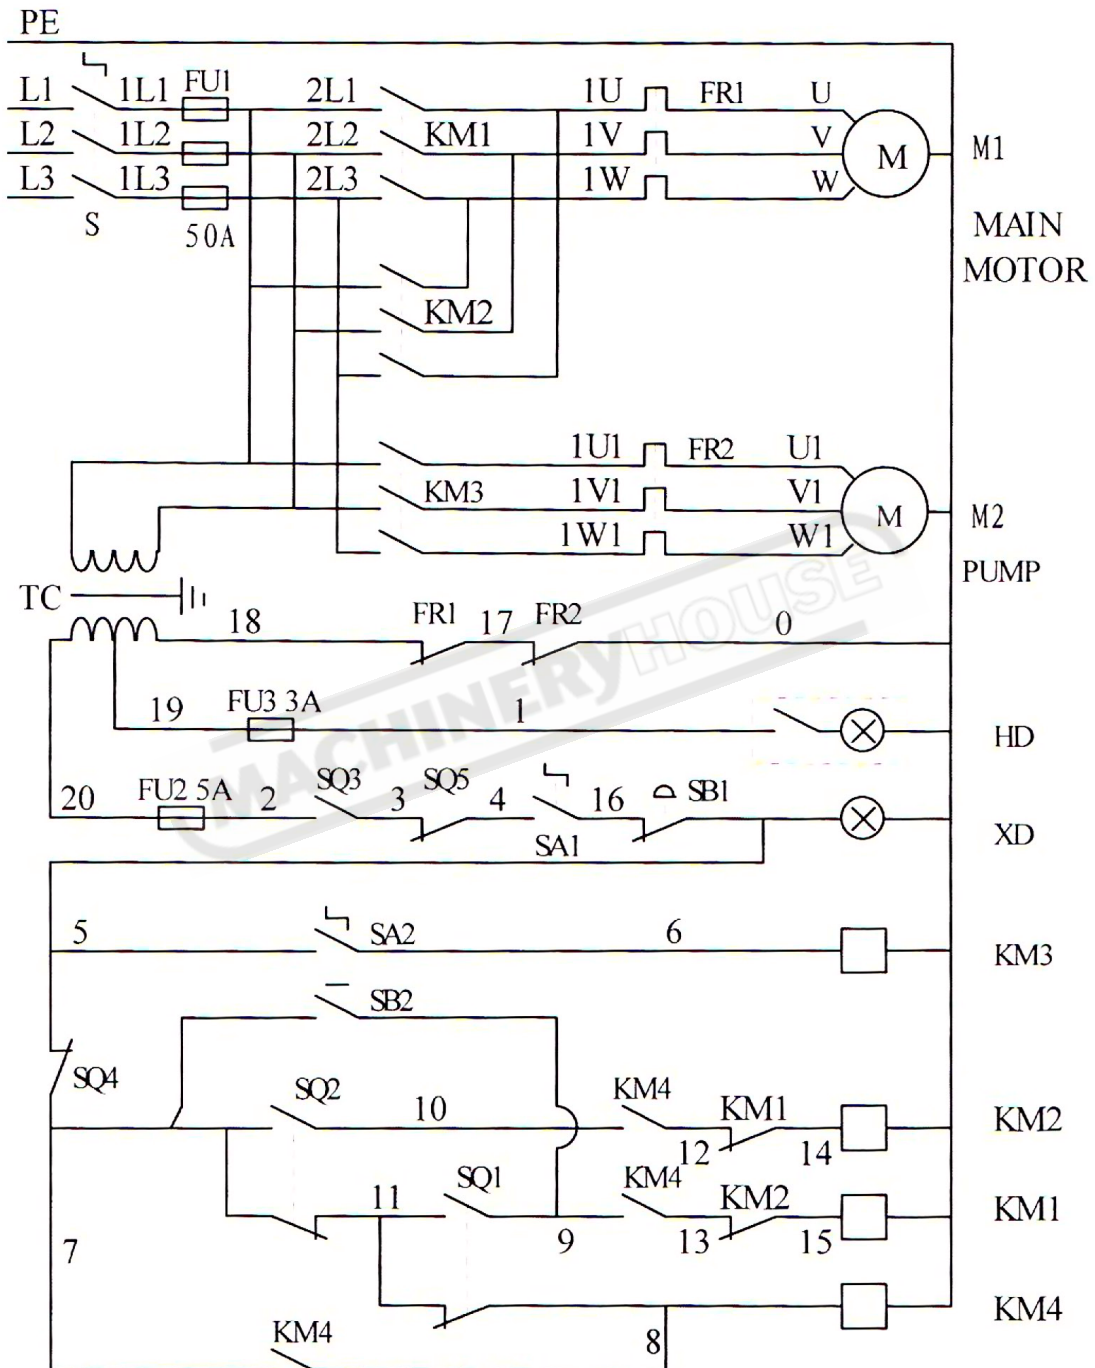 PE
L1 1L1 FU1 2L1 1U FR1 U
L2 1L2 2L2 KM1 1V V M M1
L3 1L3 2L3 1W W
S 50A MAIN
MOTOR
KM2
1U1 FR2 U1
KM3 1V1 V1 M M2
1W1 W1
PUMP
TC
18 FR1 17 FR2 0
19 FU3 3A 1 HD
20 FU2 5A 2 SQ3 3 SQ5 4 16 SB1 XD
SA1
5 SA2 6 KM3
SB2
SQ4
SQ2 10 KM4 KM1 KM2
12 14
11 SQ1 KM4 KM2 KM1
7 9 13 15
KM4
KM4 8
MACHINERYHOUSE